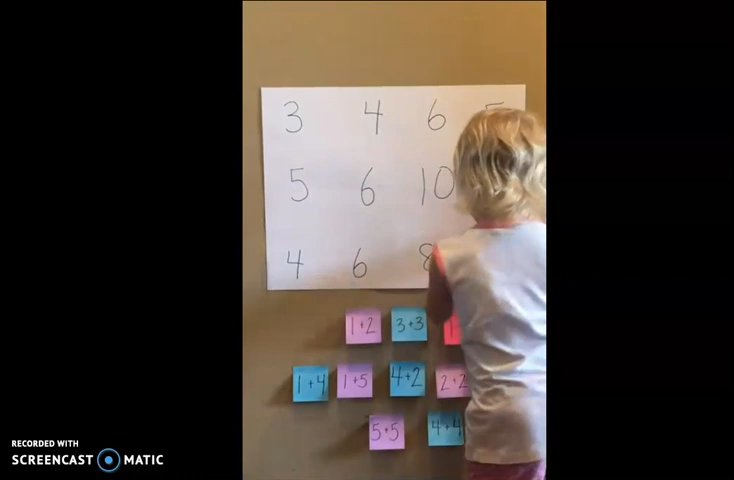 3 4 6
5 6 10
4 6 8
1+2 3+3
1+4 1+5 4+2 2+2
5+5 4+4
RECORDED WITH
SCREENCAST MATIC